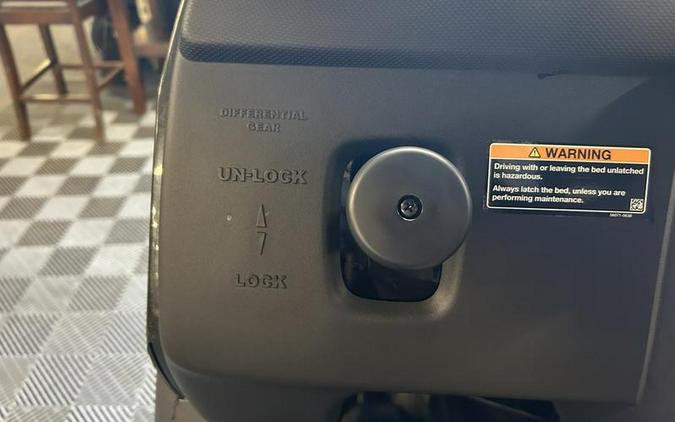 DIFFERENTIAL
GEAR
UN-LOCK
LOCK
WARNING
Driving with or leaving the bed unlatched
is hazardous.
Always latch the bed, unless you are
performing maintenance.